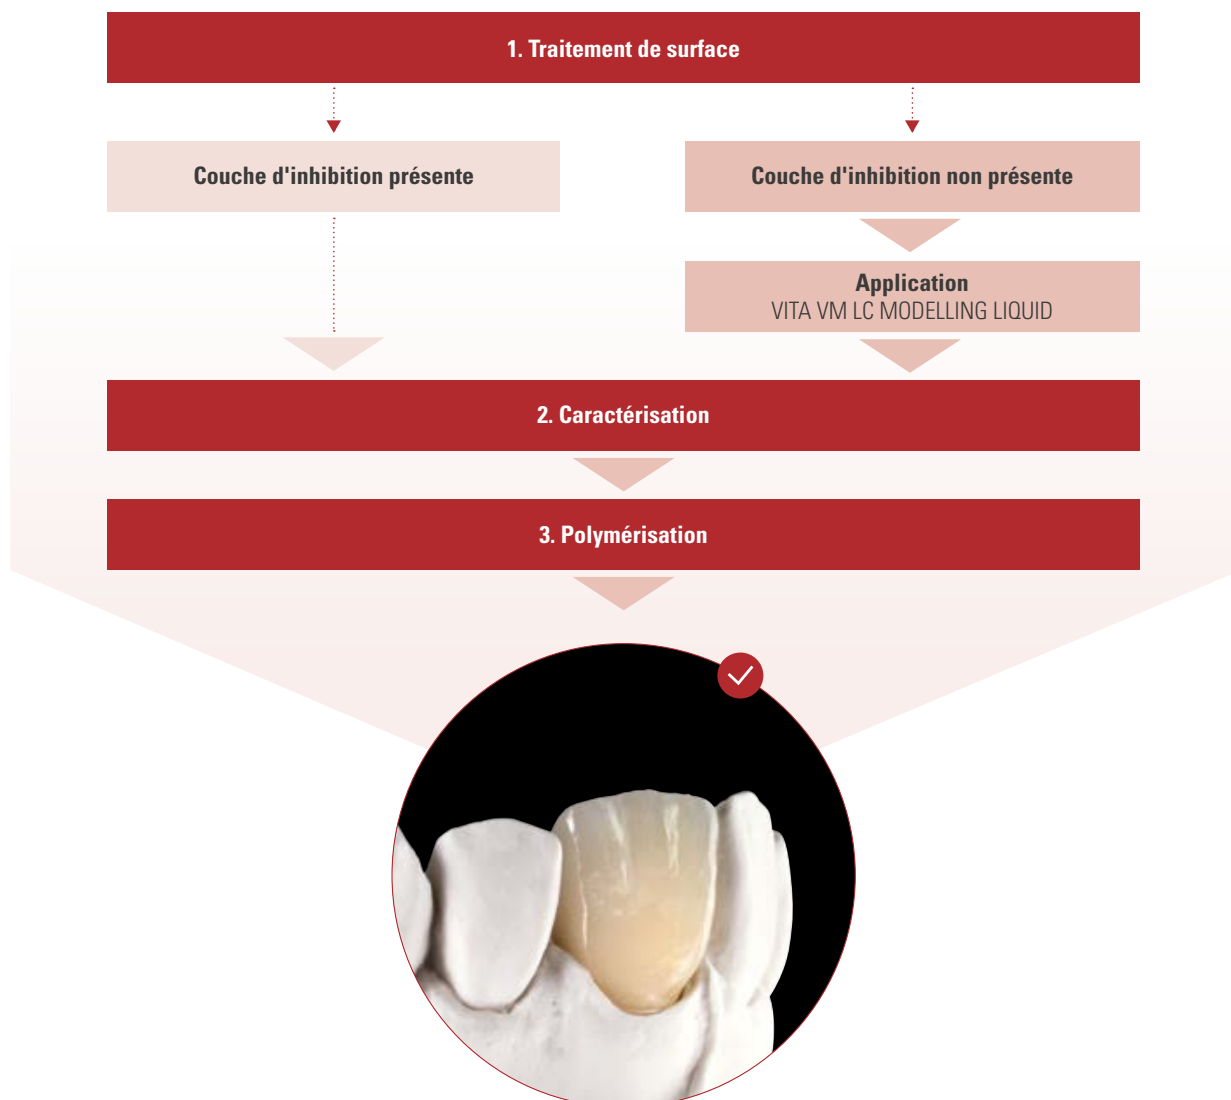 1. Traitement de surface
Couche d'inhibition présente
Couche d'inhibition non présente
Application
VITA VM LC MODELLING LIQUID
2. Caractérisation
3. Polymérisation